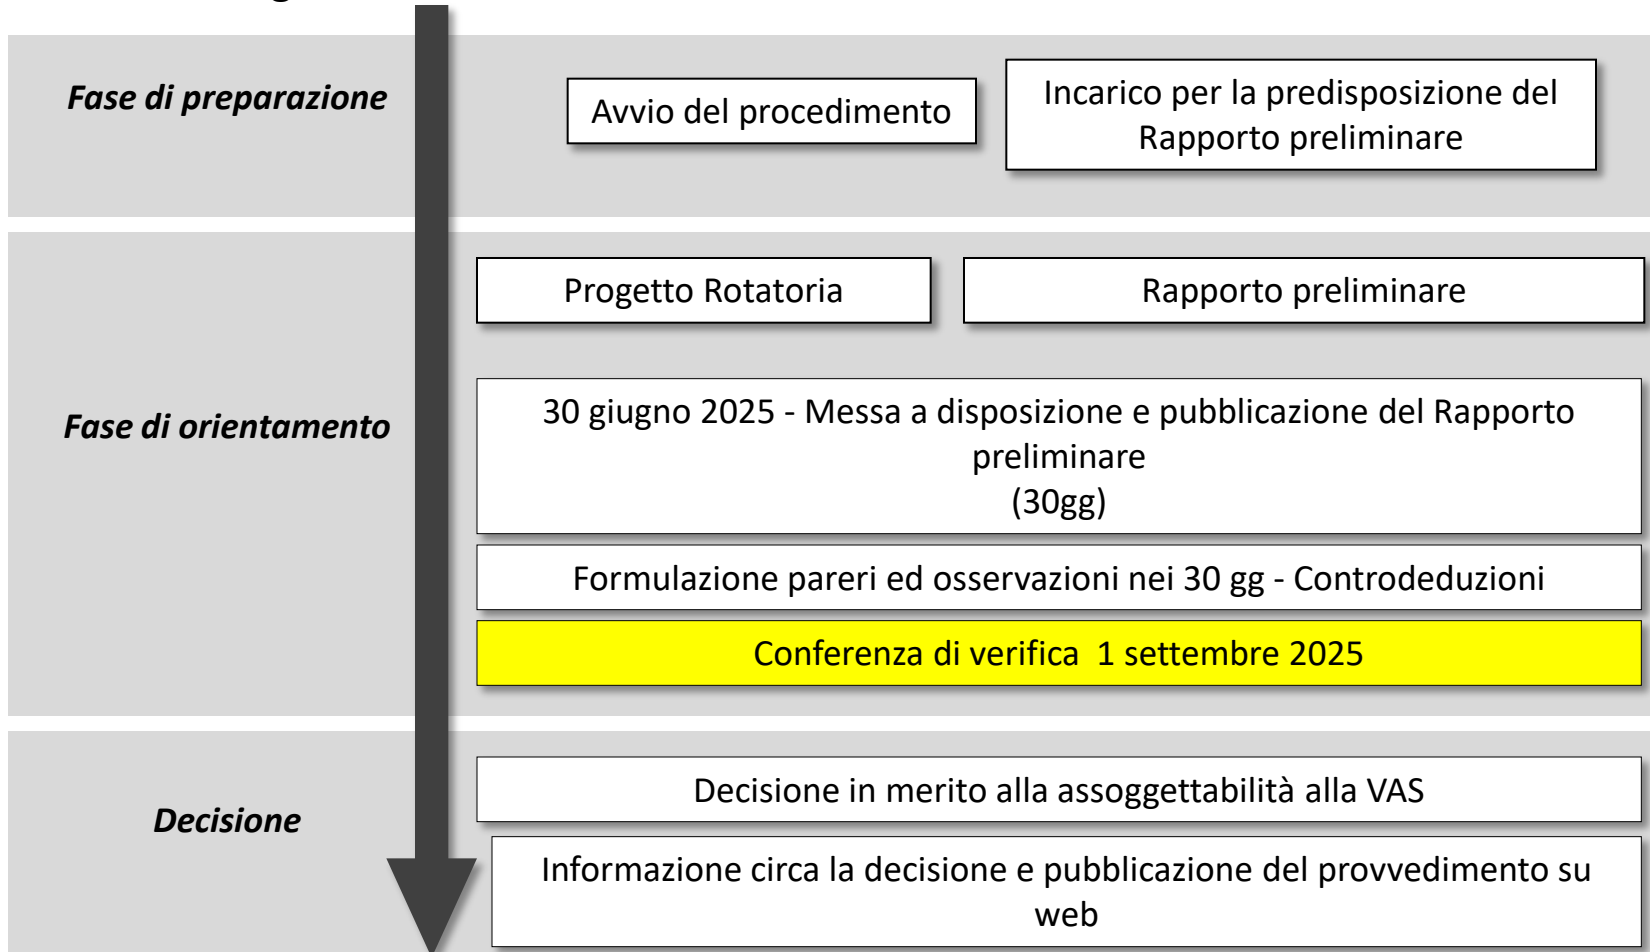 Fase di preparazione
Avvio del procedimento
Incarico per la predisposizione del
Rapporto preliminare
Progetto Rotatoria
Rapporto preliminare
Fase di orientamento
30 giugno 2025 - Messa a disposizione e pubblicazione del Rapporto
preliminare
(30gg)
Formulazione pareri ed osservazioni nei 30 gg - Controdeduzioni
Conferenza di verifica  1 settembre 2025
Decisione
Decisione in merito alla assoggettabilità alla VAS
Informazione circa la decisione e pubblicazione del provvedimento su
web